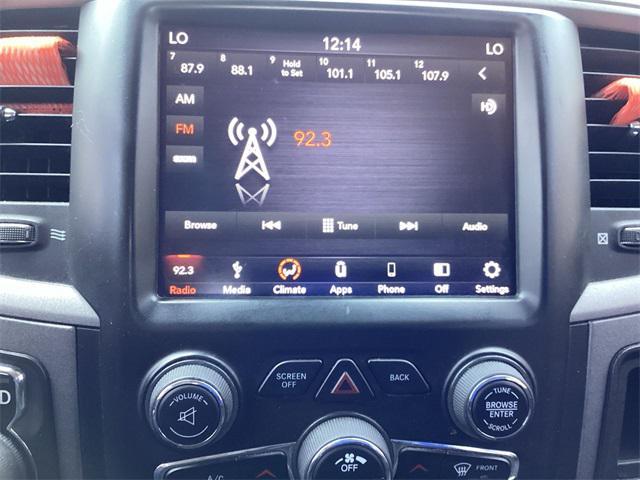 LO 12:14 LO
7 8 9 10 11 12
87.9 88.1 Hold to Set 101.1 105.1 107.9
AM
FM
92.3
Browse Tune Audio
92.3
Radio Media Climate Apps Phone Off Settings
VOLUME
SCREEN OFF
BACK
TUNE
BROWSE
ENTER
SCROLL
D
A/C
OFF
FRONT